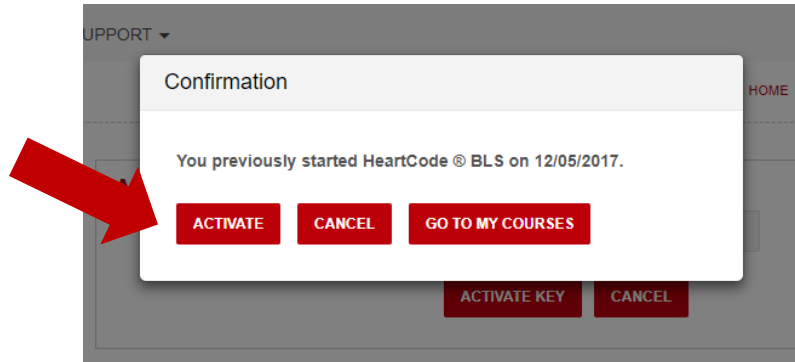 UPPORT
Confirmation
HOME
You previously started HeartCode ® BLS on 12/05/2017.
ACTIVATE CANCEL GO TO MY COURSES
ACTIVATE KEY CANCEL